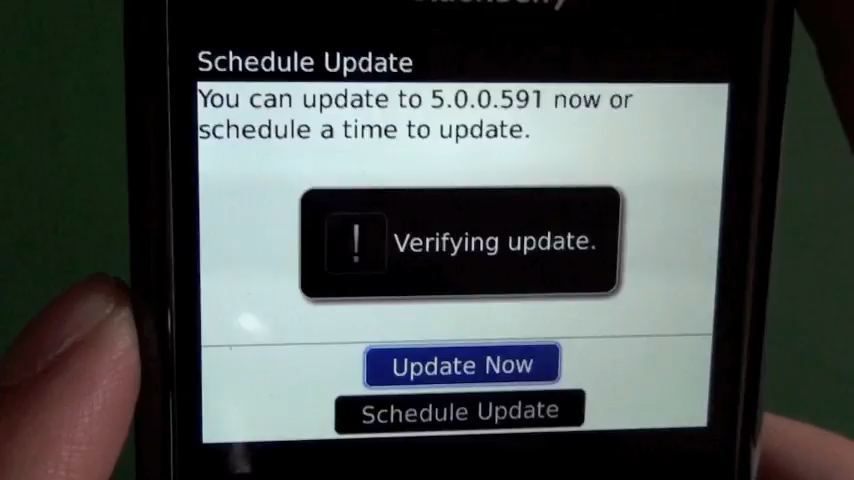 Schedule Update
You can update to 5.0.0.591 now or
schedule a time to update.
! Verifying update.
Update Now
Schedule Update